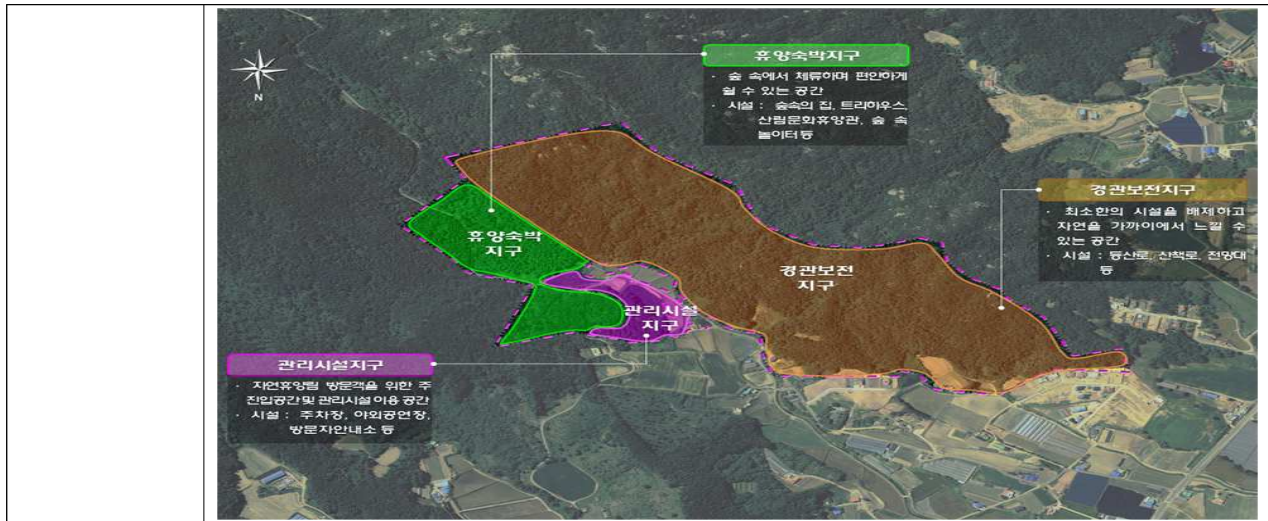 N
휴양숙박지구
· 숲 속에서 체류하며 편안하게
쉴 수 있는 공간
· 시설 : 숲속의 집, 트리하우스,
산림문화휴양관, 숲 속
놀이터 등
경관보전지구
· 최소한의 시설을 배제하고
자연을 가까이에서 느낄 수
있는 공간
· 시설 : 등산로, 산책로, 전망대
등
휴양숙박
지구
경관보전
지구
관리시설
지구
관리시설지구
· 자연휴양림 방문객을 위한 주
진입공간 및 관리시설 이용 공간
· 시설 : 주차장, 야외공연장,
방문자안내소 등